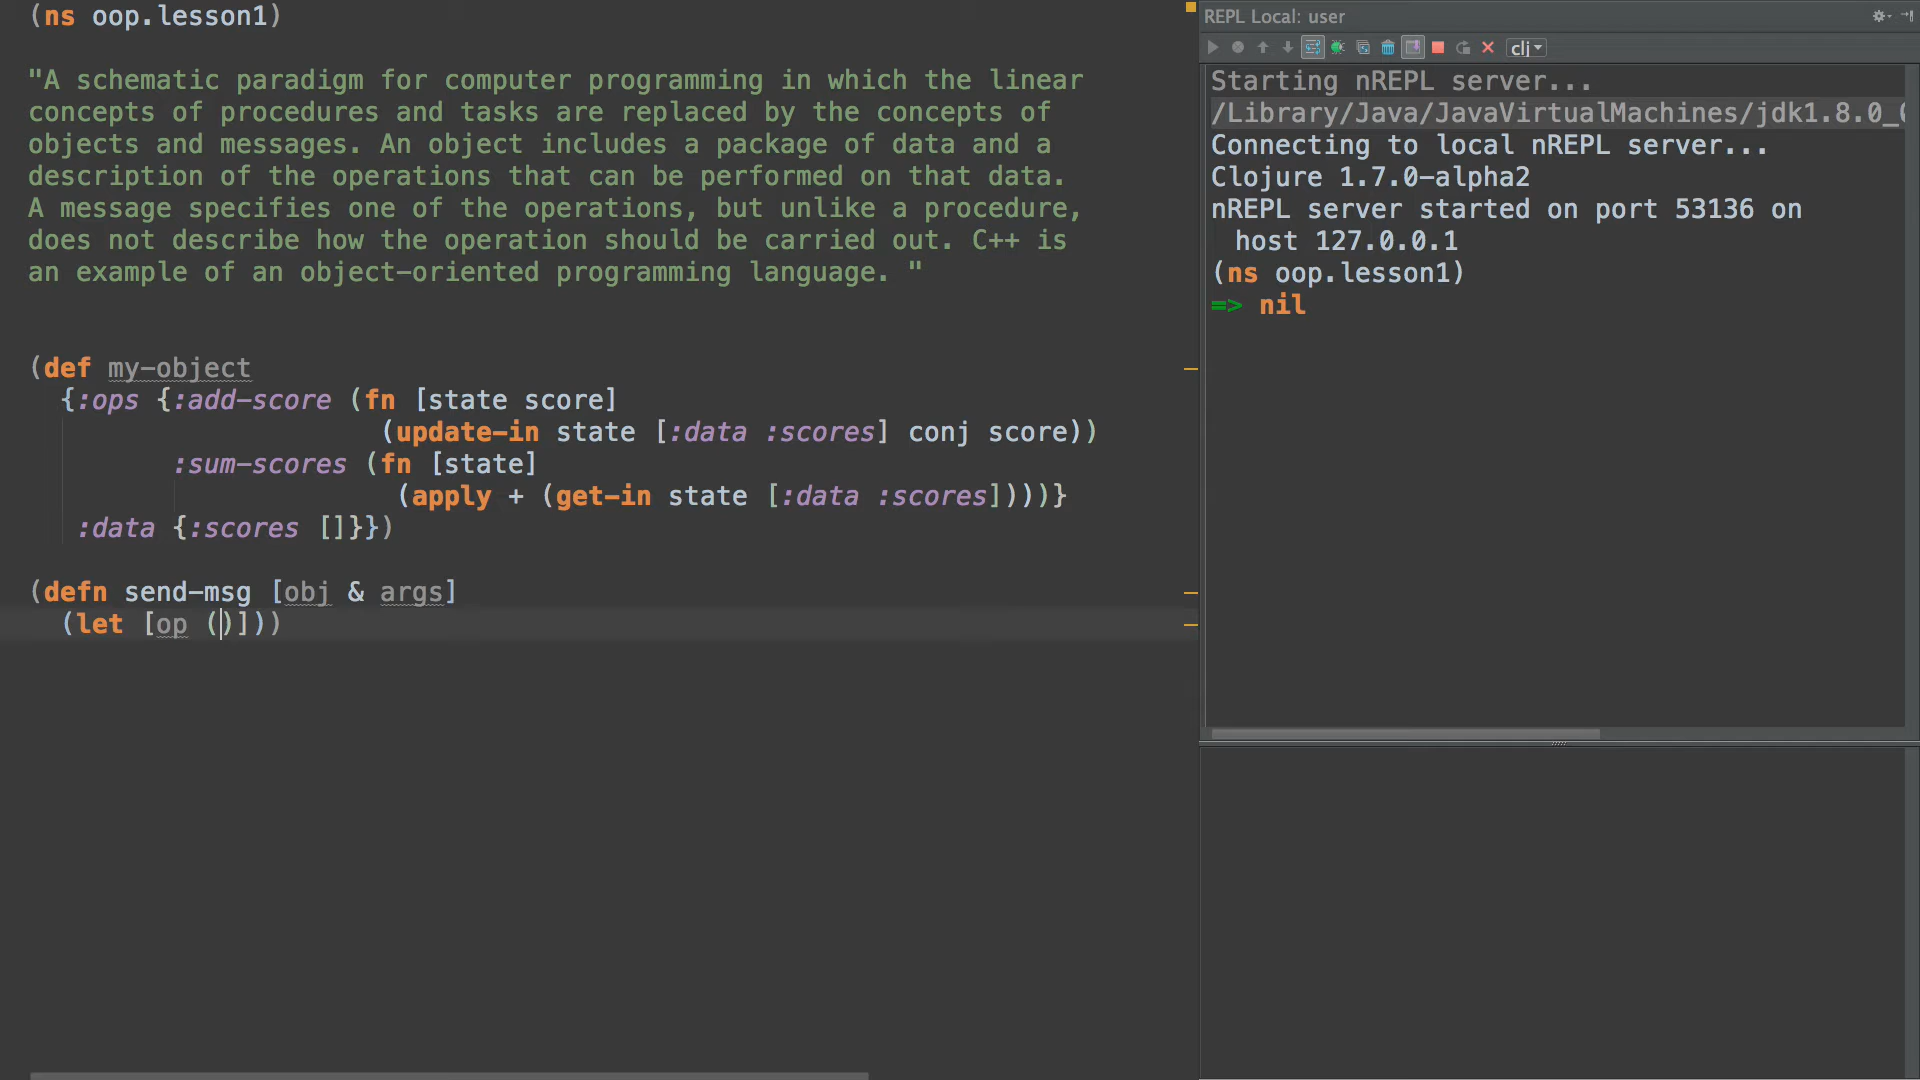 (ns oop.lesson1)
"A schematic paradigm for computer programming in which the linear
concepts of procedures and tasks are replaced by the concepts of
objects and messages. An object includes a package of data and a
description of the operations that can be performed on that data.
A message specifies one of the operations, but unlike a procedure,
does not describe how the operation should be carried out. C++ is
an example of an object-oriented programming language. "
(def my-object
{:ops {:add-score (fn [state score]
(update-in state [:data :scores] conj score))
:sum-scores (fn [state]
(apply + (get-in state [:data :scores])))}
:data {:scores []}})
(defn send-msg [obj & args]
(let [op ()]))
REPL Local: user
clj
Starting nREPL server...
/Library/Java/JavaVirtualMachines/jdk1.8.0_
Connecting to local nREPL server...
Clojure 1.7.0-alpha2
nREPL server started on port 53136 on
host 127.0.0.1
(ns oop.lesson1)
=> nil